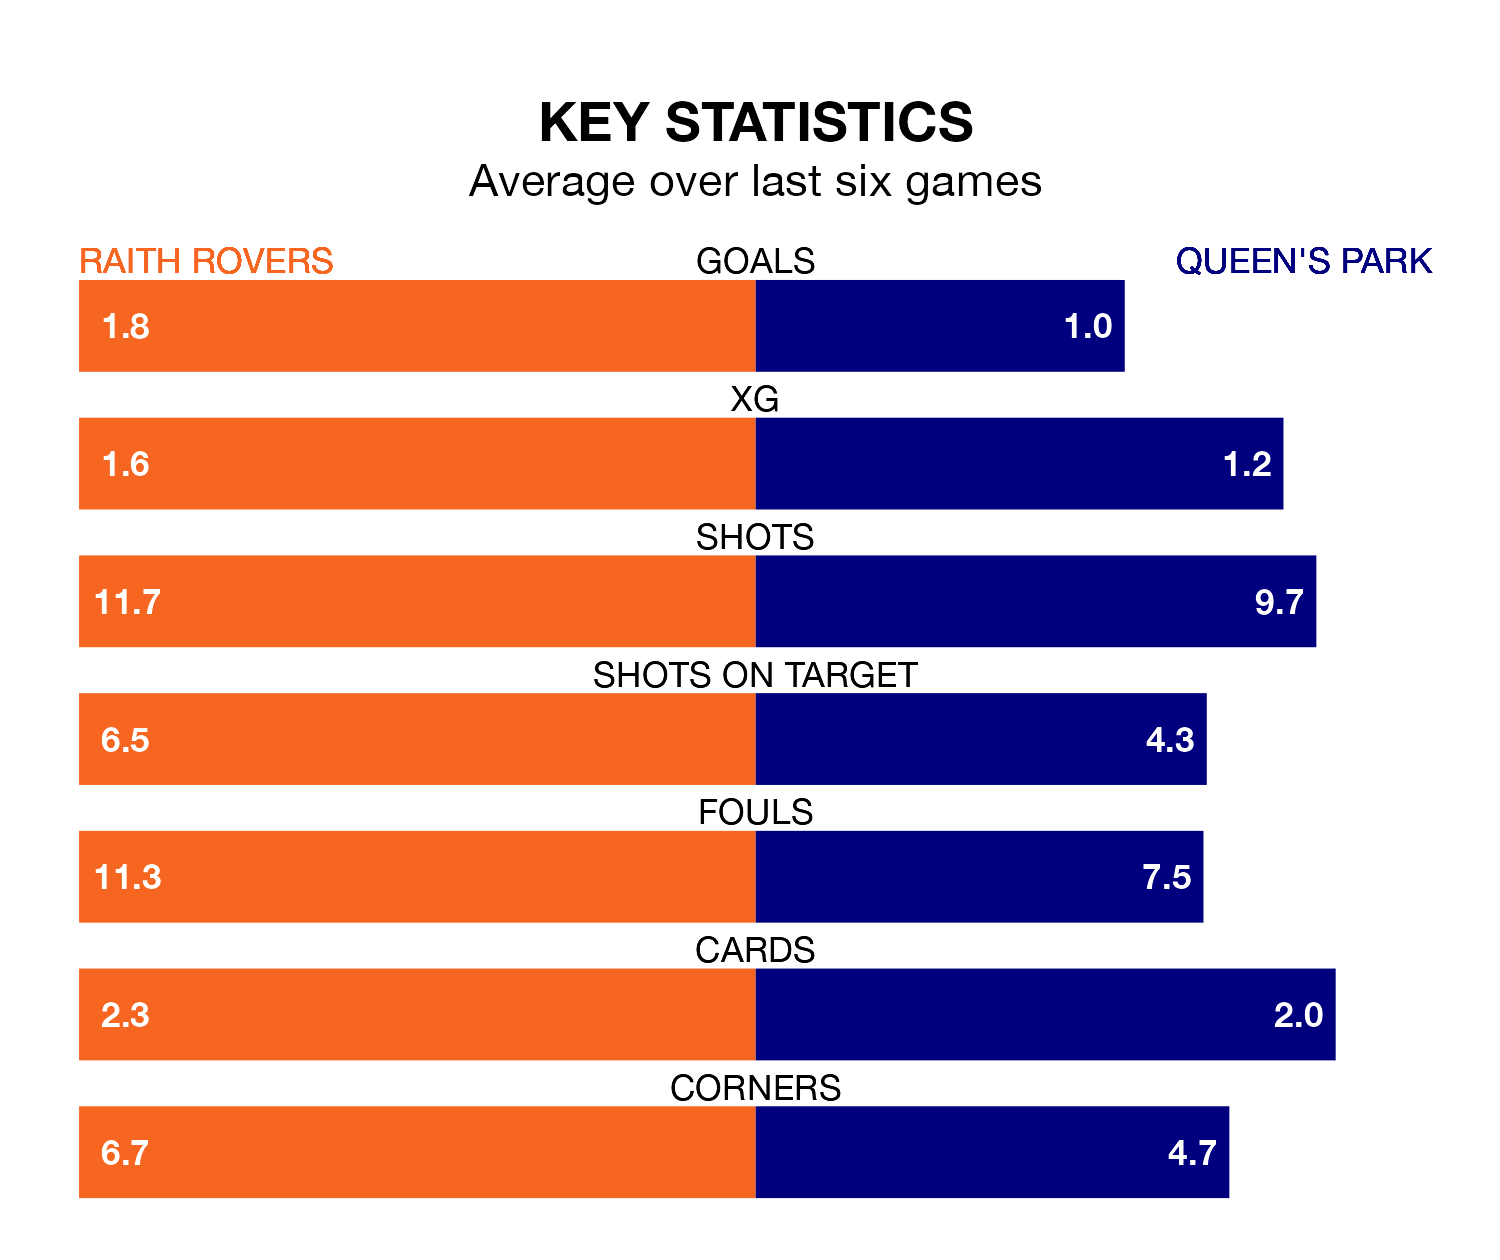 KEY STATISTICS
Average over last six games
RAITH ROVERS GOALS QUEEN'S PARK
1.8 1.0
XG
1.6 1.2
SHOTS
11.7 9.7
SHOTS ON TARGET
6.5 4.3
FOULS
11.3 7.5
CARDS
2.3 2.0
CORNERS
6.7 4.7